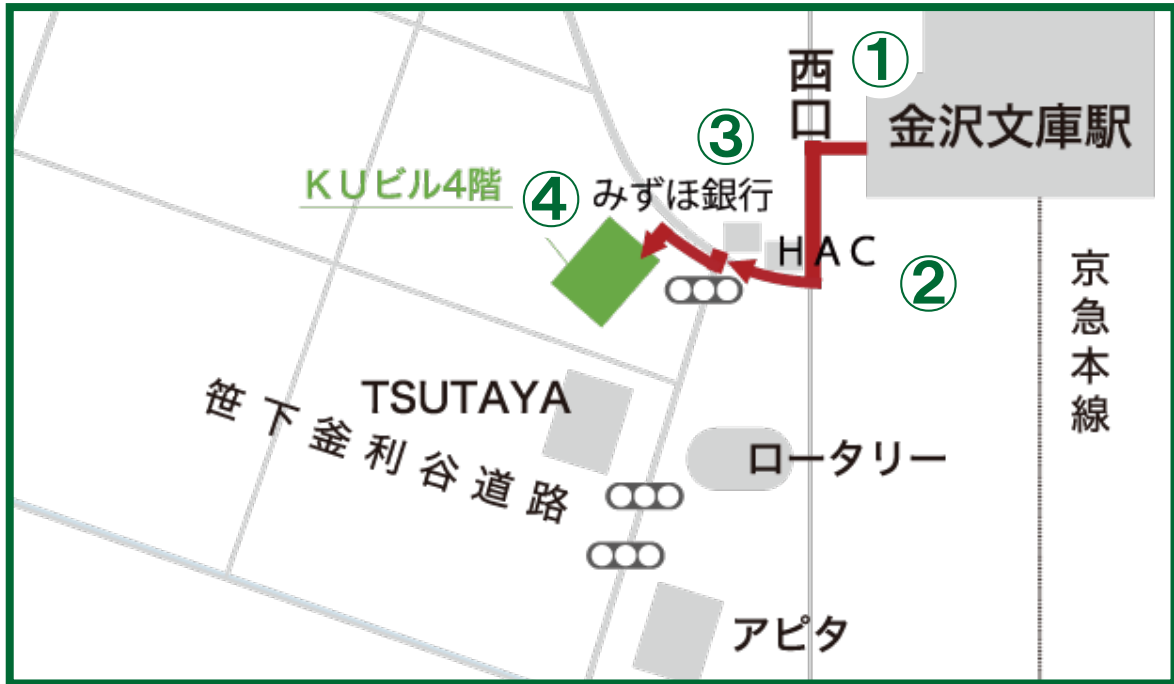 ①
西口
金沢文庫駅
③
KUビル4階
④
みずほ銀行
HAC
②
京急本線
TSUTAYA
笹下釜利谷道路
ロータリー
アピタ